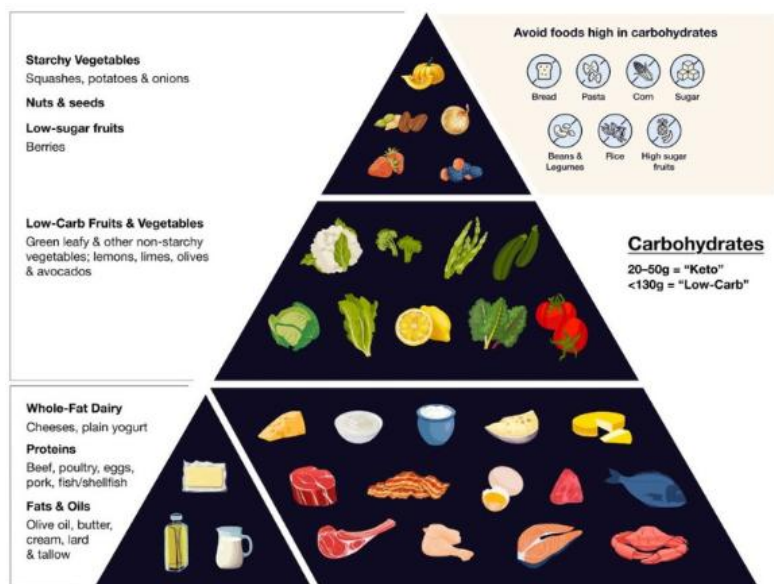 Starchy Vegetables
Squashes, potatoes & onions
Nuts & seeds
Low-sugar fruits
Berries
Avoid foods high in carbohydrates
Bread
Pasta
Corn
Sugar
Beans &
Legumes
Rice
High sugar
fruits
Low-Carb Fruits & Vegetables
Green leafy & other non-starchy
vegetables; lemons, limes, olives
& avocados
Carbohydrates
20–50g = “Keto”
<130g = “Low-Carb”
Whole-Fat Dairy
Cheeses, plain yogurt
Proteins
Beef, poultry, eggs,
pork, fish/shellfish
Fats & Oils
Olive oil, butter,
cream, lard
& tallow